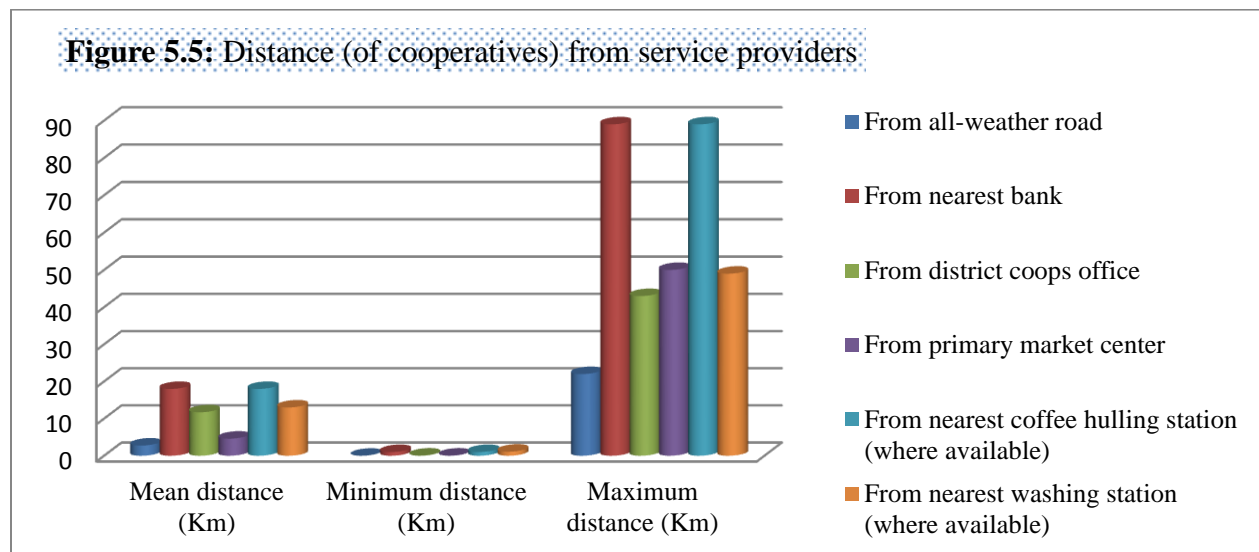 Figure 5.5: Distance (of cooperatives) from service providers
90
80
70
60
50
40
30
20
10
0
Mean distance
(Km)
Minimum distance
(Km)
Maximum
distance (Km)
From all-weather road
From nearest bank
From district coops office
From primary market center
From nearest coffee hulling station
(where available)
From nearest washing station
(where available)